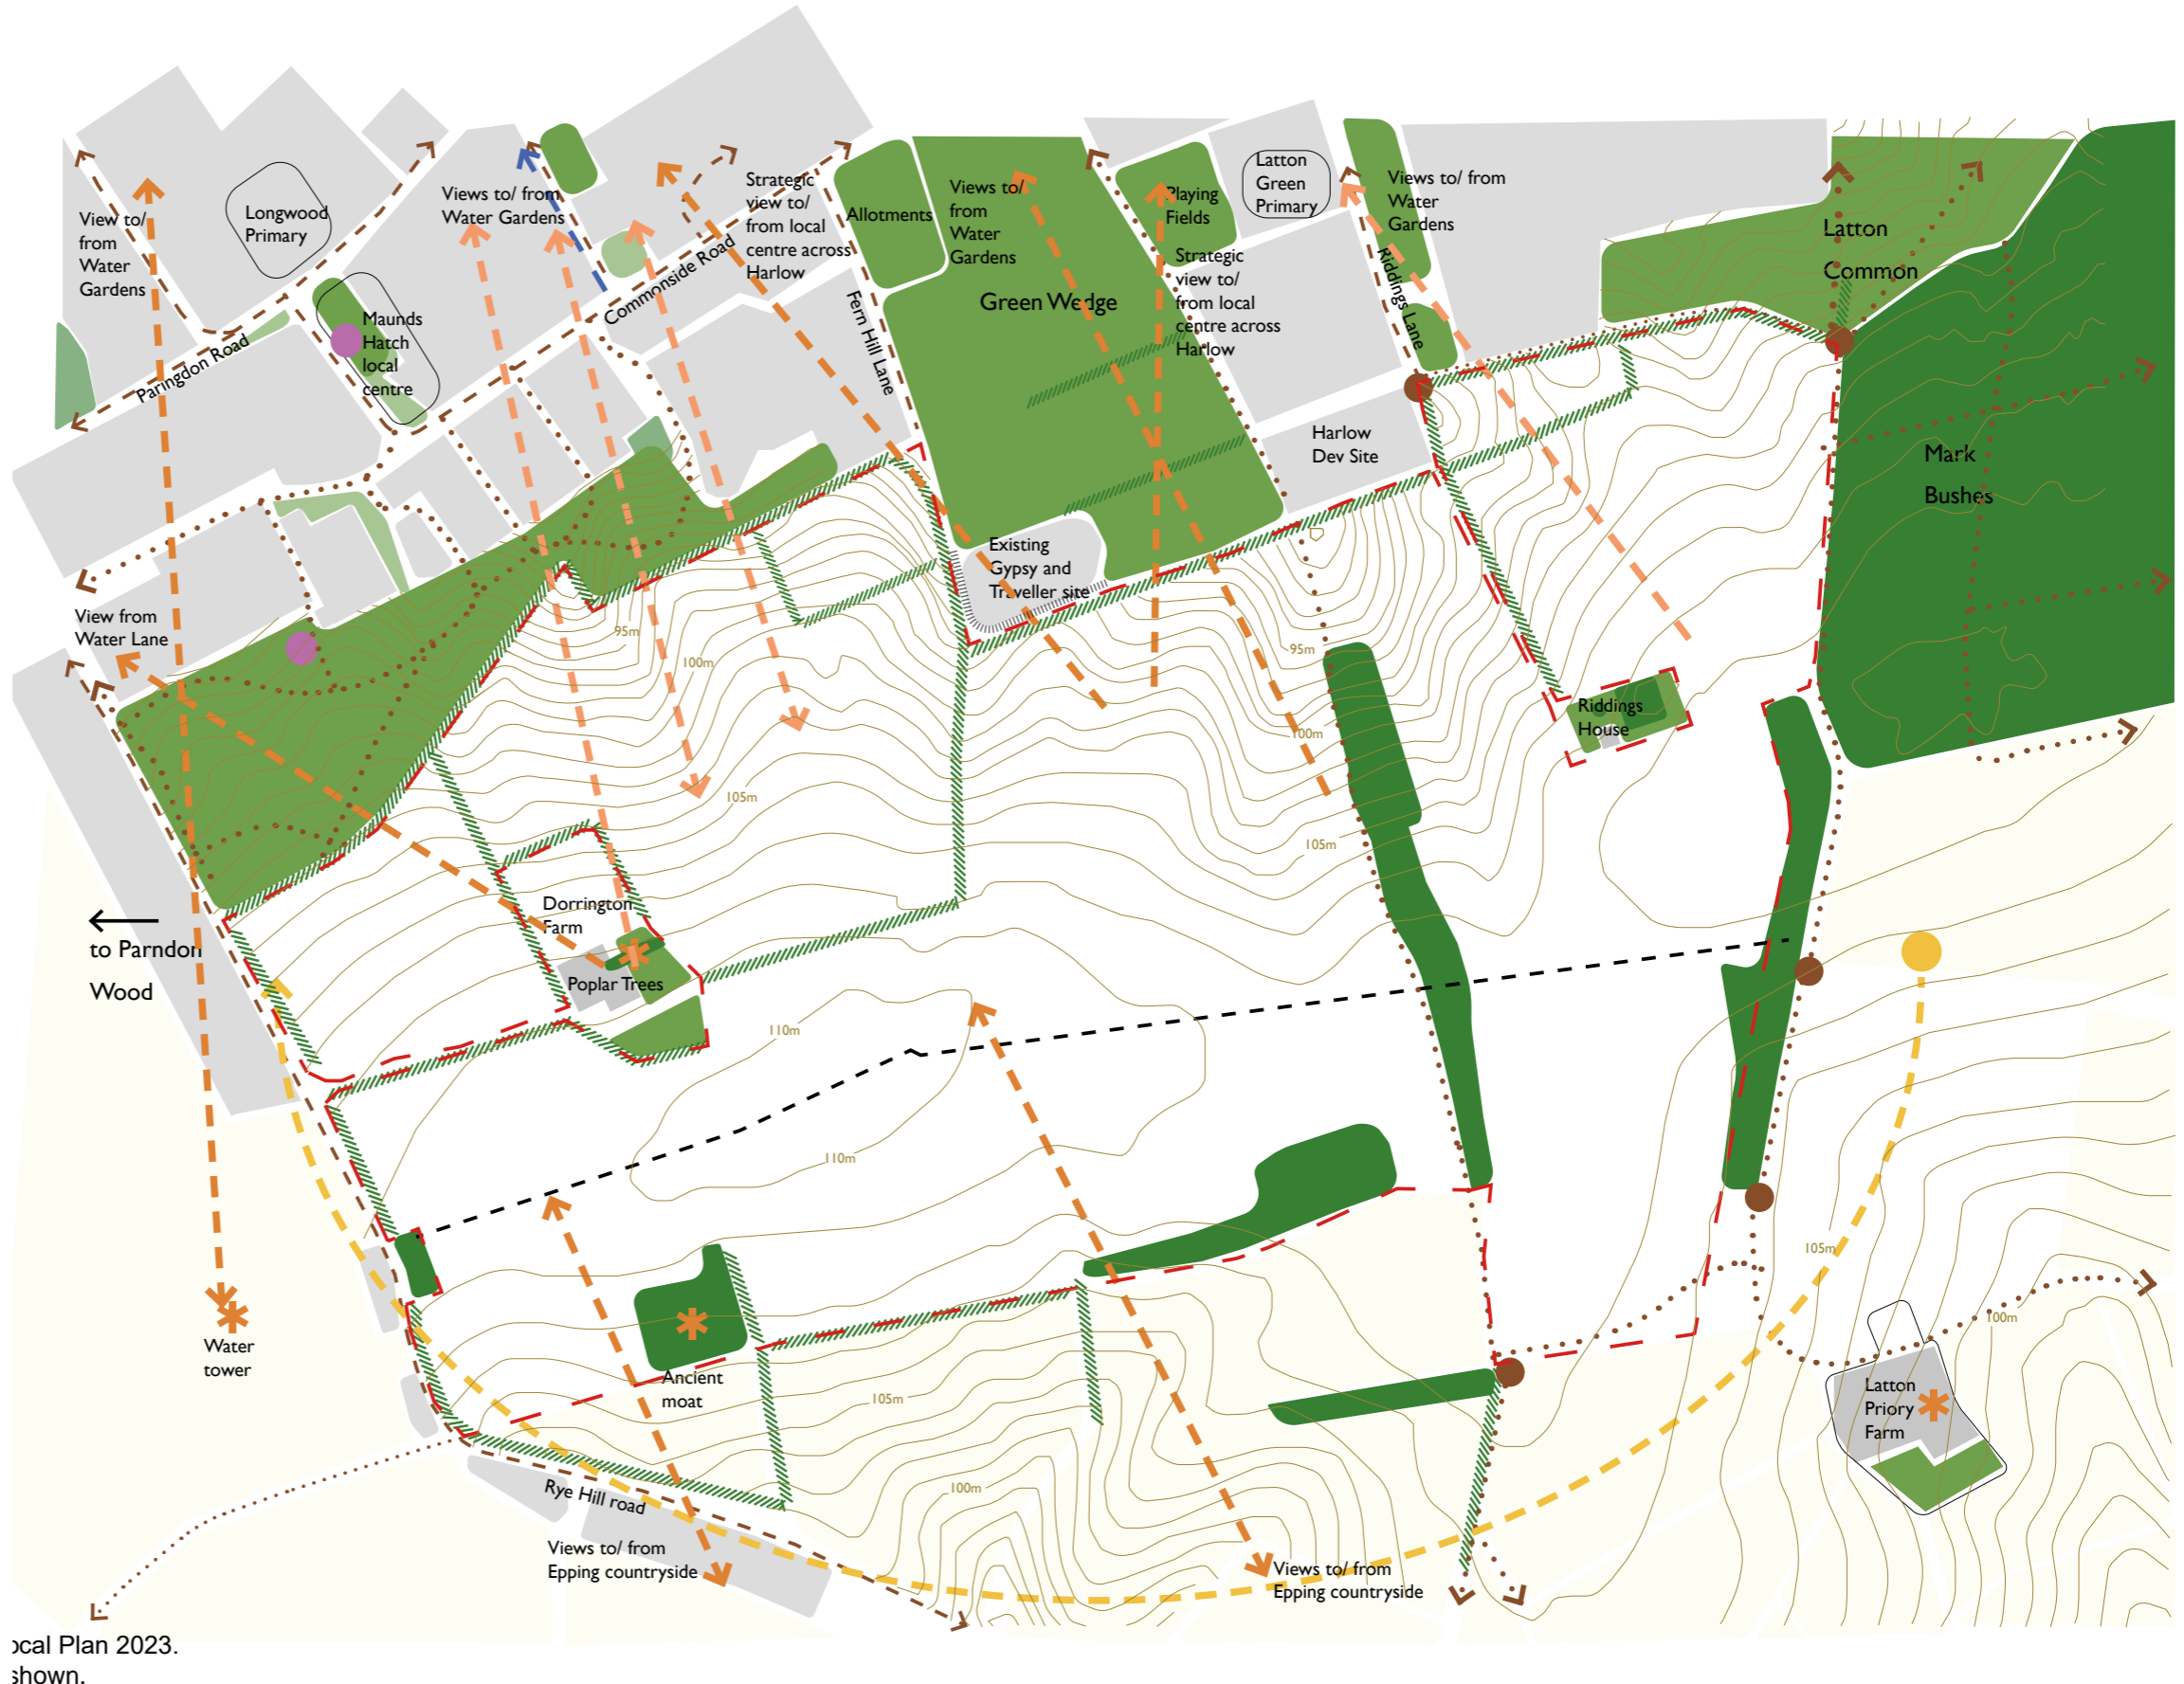 View to/
from
Water
Gardens
Longwood
Primary
Views to/ from
Water Gardens
Strategic
view to/
from local
centre across
Harlow
Allotments
Views to/
from
Water
Gardens
Playing
Fields
Latton
Green
Primary
Views to/ from
Water
Gardens
Latton
Common
Paringdon Road
Maunds
Hatch
local
centre
Commonside Road
Fern Hill Lane
Green Wedge
Strategic
view to/
from local
centre across
Harlow
Riddings Lane
Harlow
Dev Site
Mark
Bushes
Existing
Gypsy and
Traveller site
View from
Water Lane
95m
100m
105m
95m
100m
105m
Riddings
House
to Parndon
Wood
Dorrington
Farm
Poplar Trees
110m
110m
Water
tower
Ancient
moat
105m
100m
105m
100m
Latton
Priory
Farm
Rye Hill road
Views to/ from
Epping countryside
Views to/ from
Epping countryside
ocal Plan 2023.
shown.